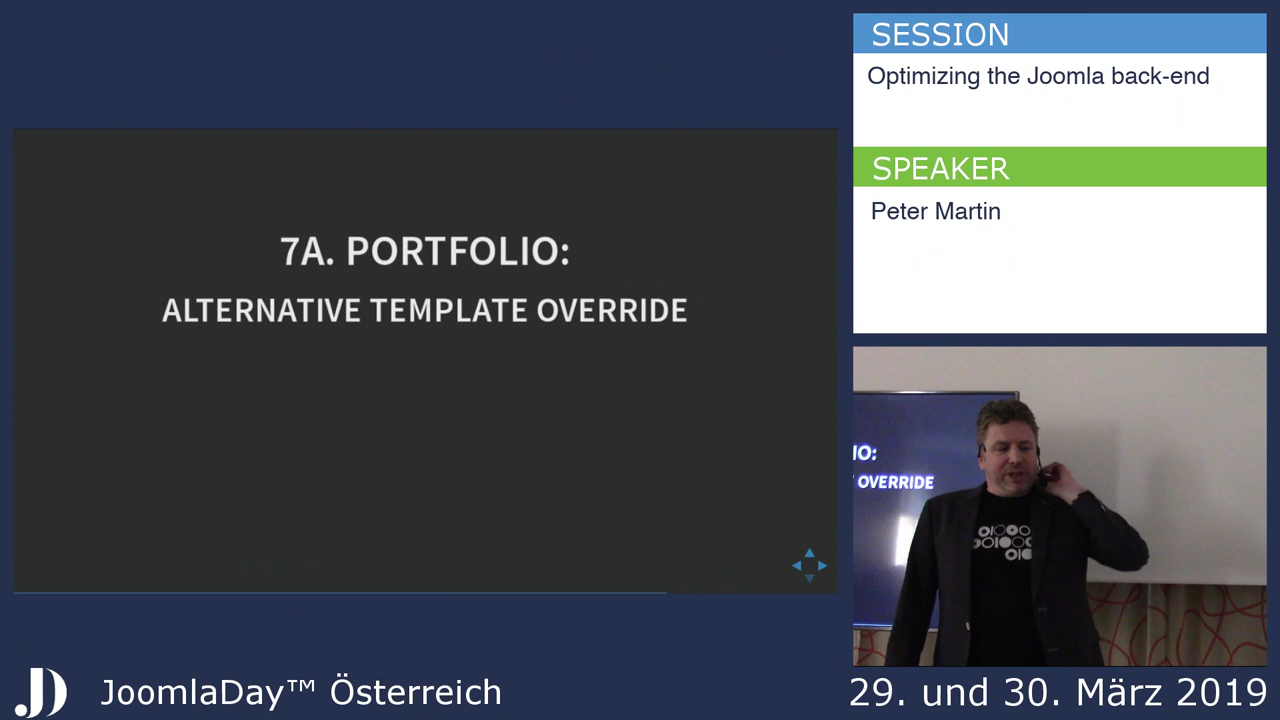 SESSION
Optimizing the Joomla back-end
SPEAKER
Peter Martin
7A. PORTFOLIO:
ALTERNATIVE TEMPLATE OVERRIDE
IO:
OVERRIDE
JoomlaDay™ Österreich
29. und 30. März 2019